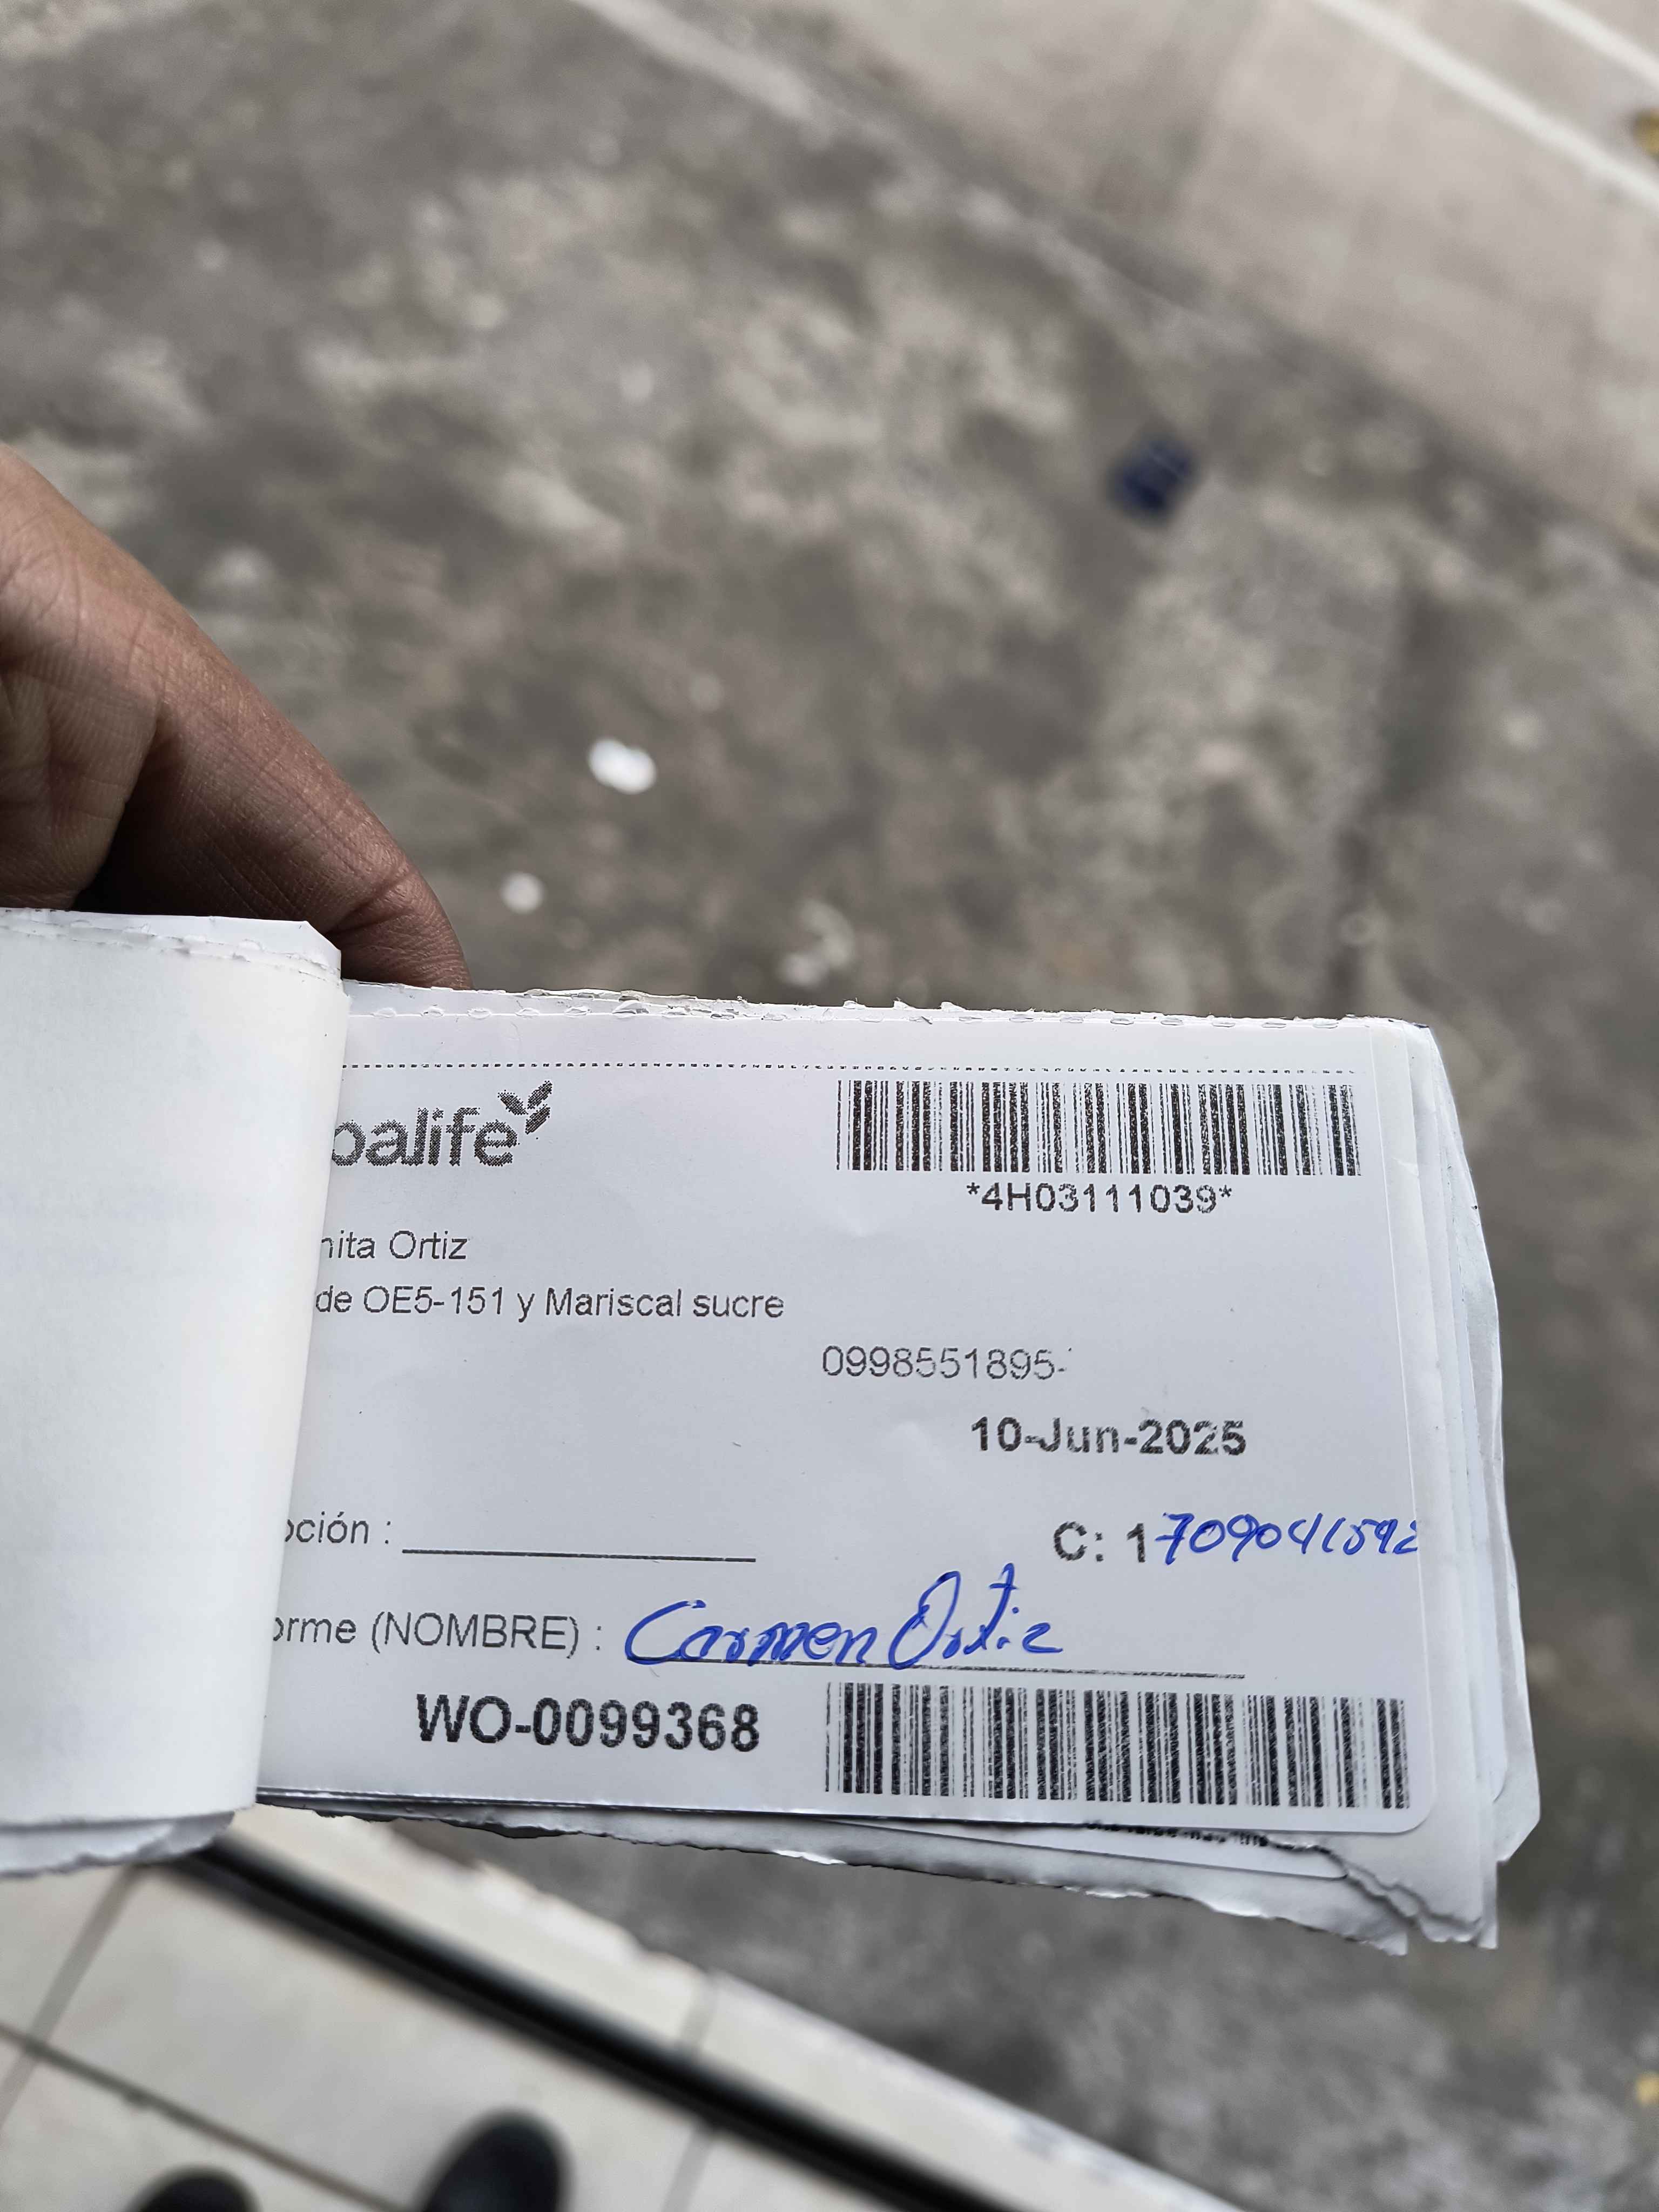 balife
*4H03111039*
nita Ortiz
de OE5-151 y Mariscal sucre
0998551895-
10-Jun-2025
pción :
C: 1709041592
orme (NOMBRE) : Carmen Ortiz
WO-0099368